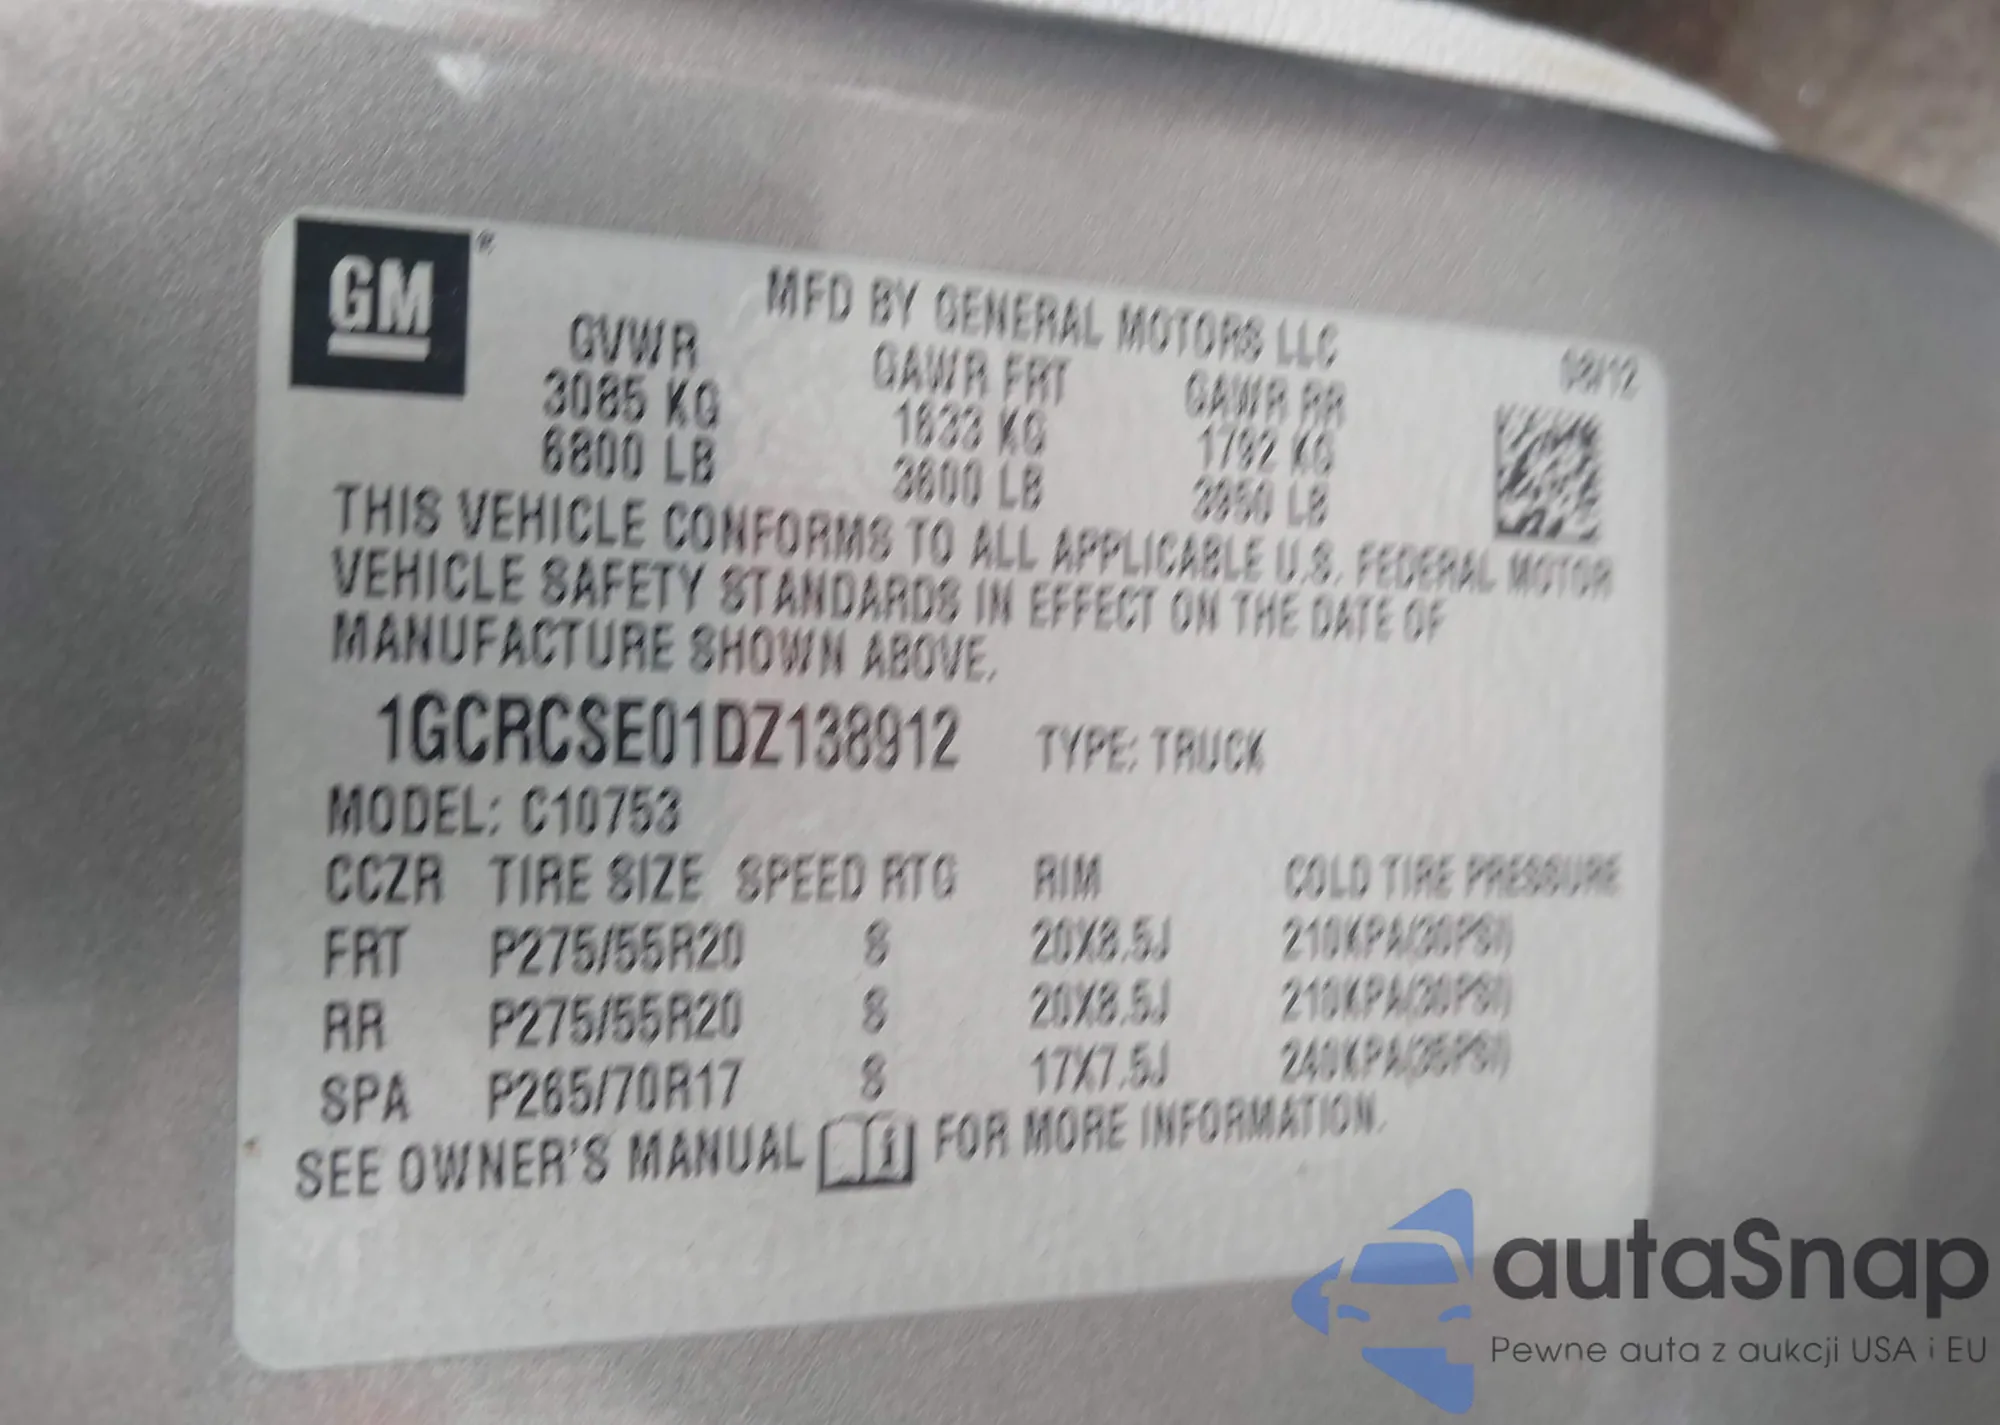 GM®
MFD BY GENERAL MOTORS LLC
08/12
GVWR GAWR FRT GAWR RR
3085 KG 1633 KG 1792 KG
6800 LB 3600 LB 3950 LB
THIS VEHICLE CONFORMS TO ALL APPLICABLE U.S. FEDERAL MOTOR
VEHICLE SAFETY STANDARDS IN EFFECT ON THE DATE OF
MANUFACTURE SHOWN ABOVE.
1GCRCSE01DZ138912 TYPE: TRUCK
MODEL: C10753
CCZR TIRE SIZE SPEED RTG RIM COLD TIRE PRESSURE
FRT P275/55R20 S 20X8.5J 210KPA(30PSI)
RR P275/55R20 S 20X8.5J 210KPA(30PSI)
SPA P265/70R17 S 17X7.5J 240KPA(35PSI)
SEE OWNER'S MANUAL i FOR MORE INFORMATION.
autaSnap
Pewne auta z aukcji USA i EU